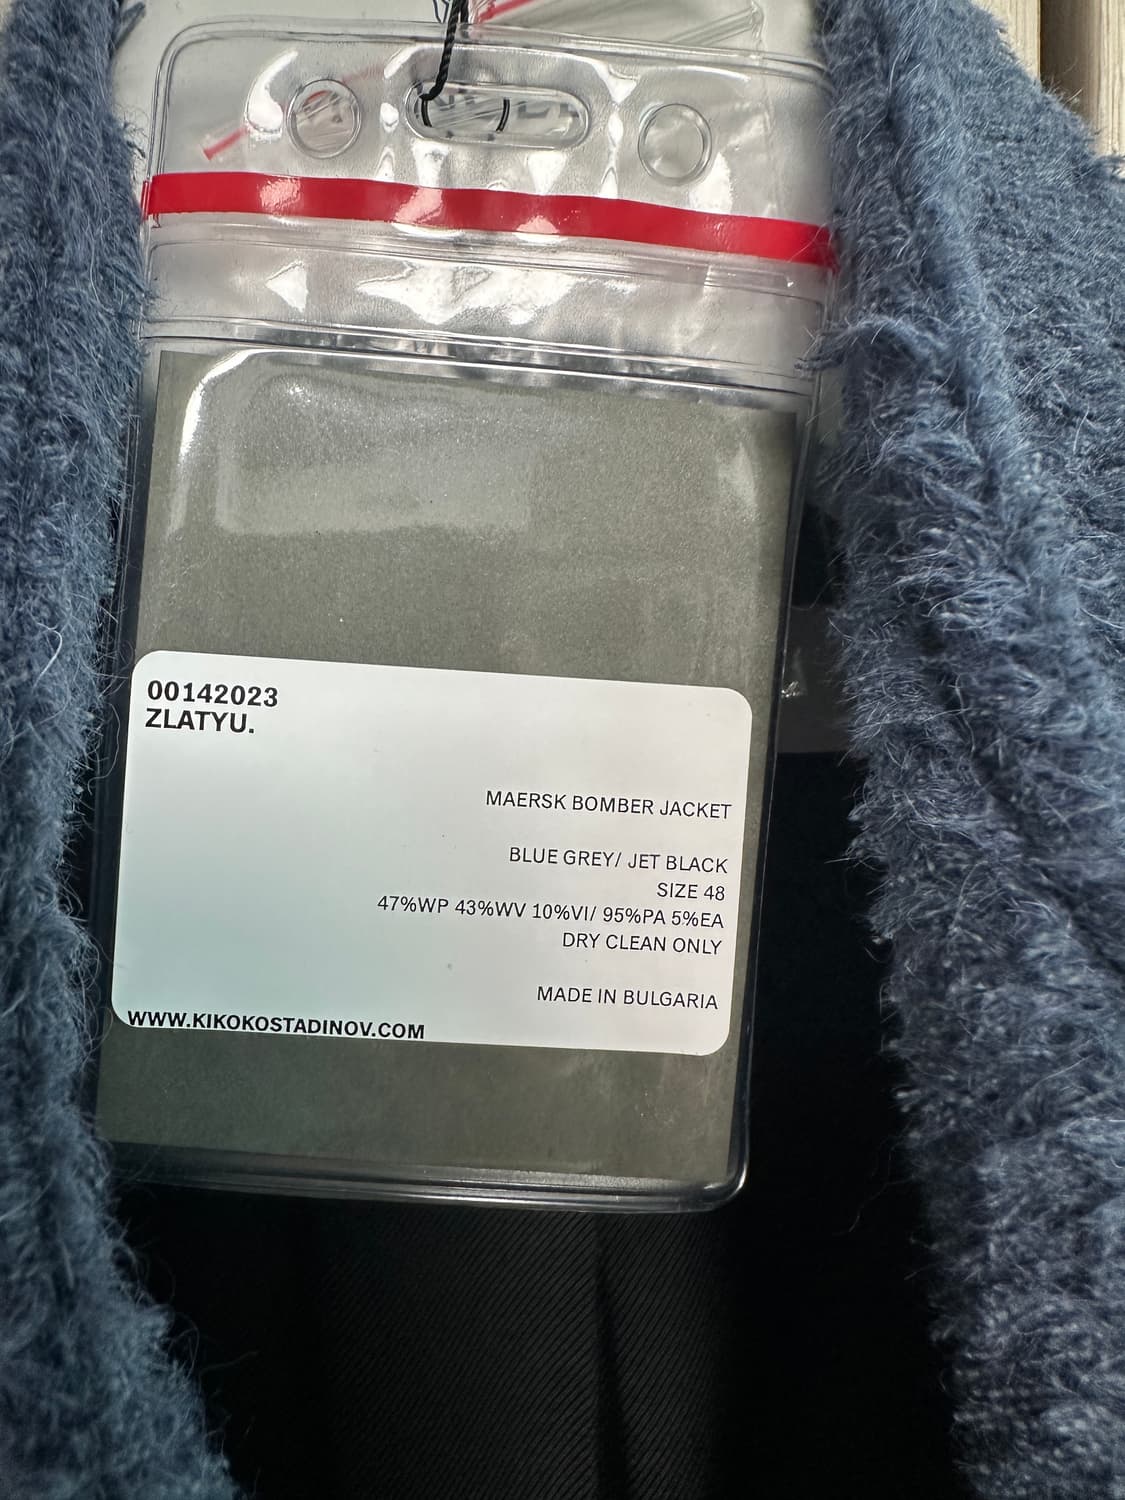 00142023
ZLATYU.
MAERSK BOMBER JACKET
BLUE GREY/ JET BLACK
SIZE 48
47%WP 43%WV 10%VI/ 95%PA 5%EA
DRY CLEAN ONLY
MADE IN BULGARIA
WWW.KIKOKOSTADINOV.COM